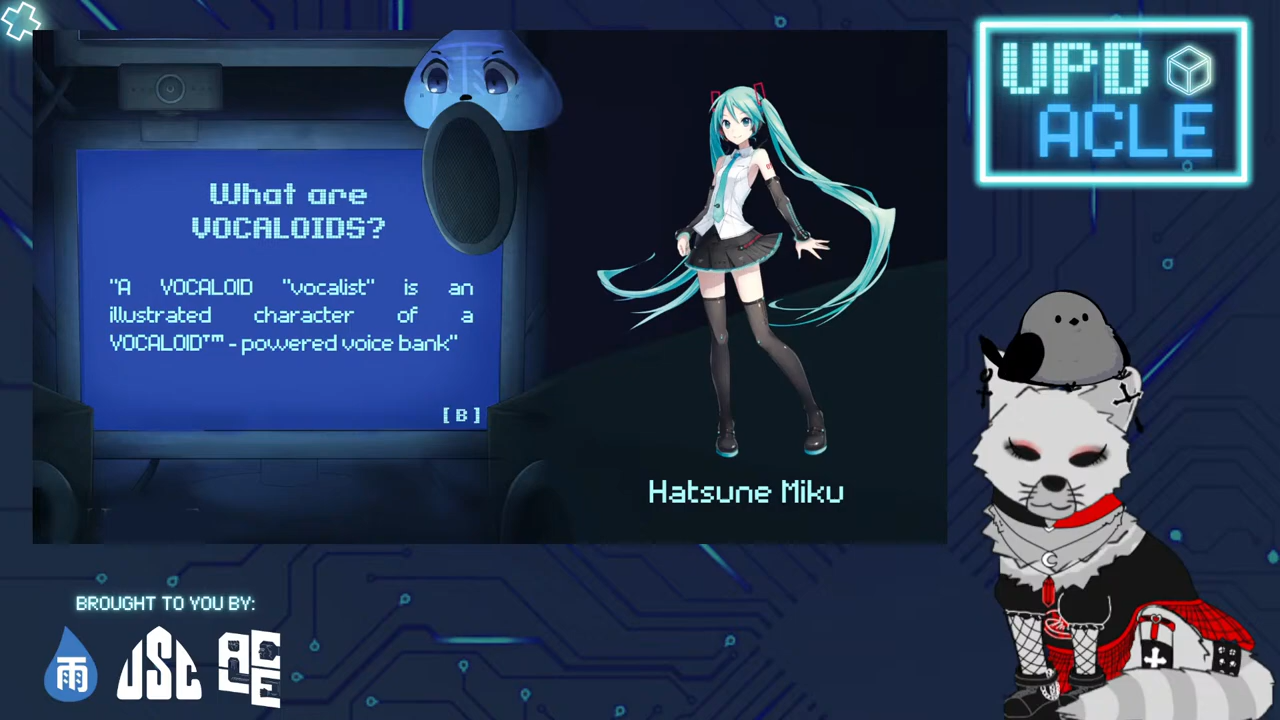 UPD
ACLE
What are
VOCALOIDS?
"A VOCALOID "vocalist" is an
illustrated character of a
VOCALOID™ - powered voice bank"
[ B ]
Hatsune Miku
BROUGHT TO YOU BY:
雨
JSC
ACLE